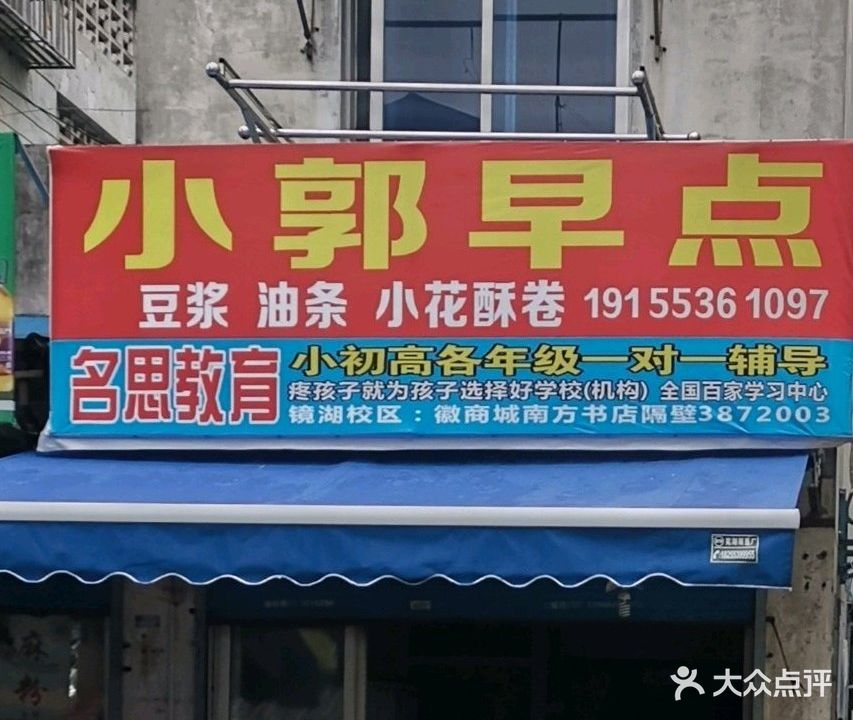 小郭早点
豆浆 油条 小花酥卷 19155361097
名思教育
小初高各年级一对一辅导
疼孩子就为孩子选择好学校(机构) 全国百家学习中心
镜湖校区：徽商城南方书店隔壁3872003
麻
粉
大众点评